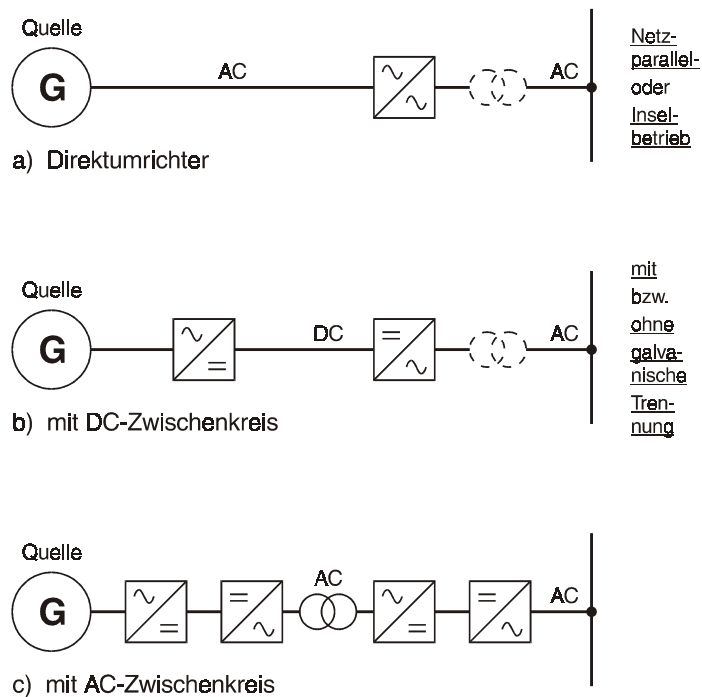 Quelle
G
AC
AC
a) Direktumrichter
Netz-
parallel-
oder
Insel-
betrieb
Quelle
G
DC
AC
b) mit DC-Zwischenkreis
mit
bzw.
ohne
galva-
nische
Tren-
nung
Quelle
G
AC
AC
c) mit AC-Zwischenkreis